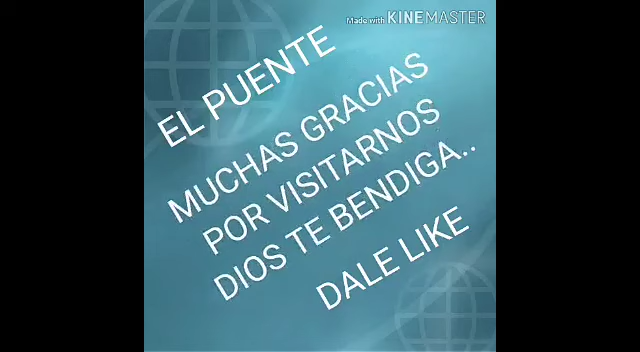 Made with KINEMASTER
EL PUENTE
MUCHAS GRACIAS
POR VISITARNOS
DIOS TE BENDIGA..
DALE LIKE